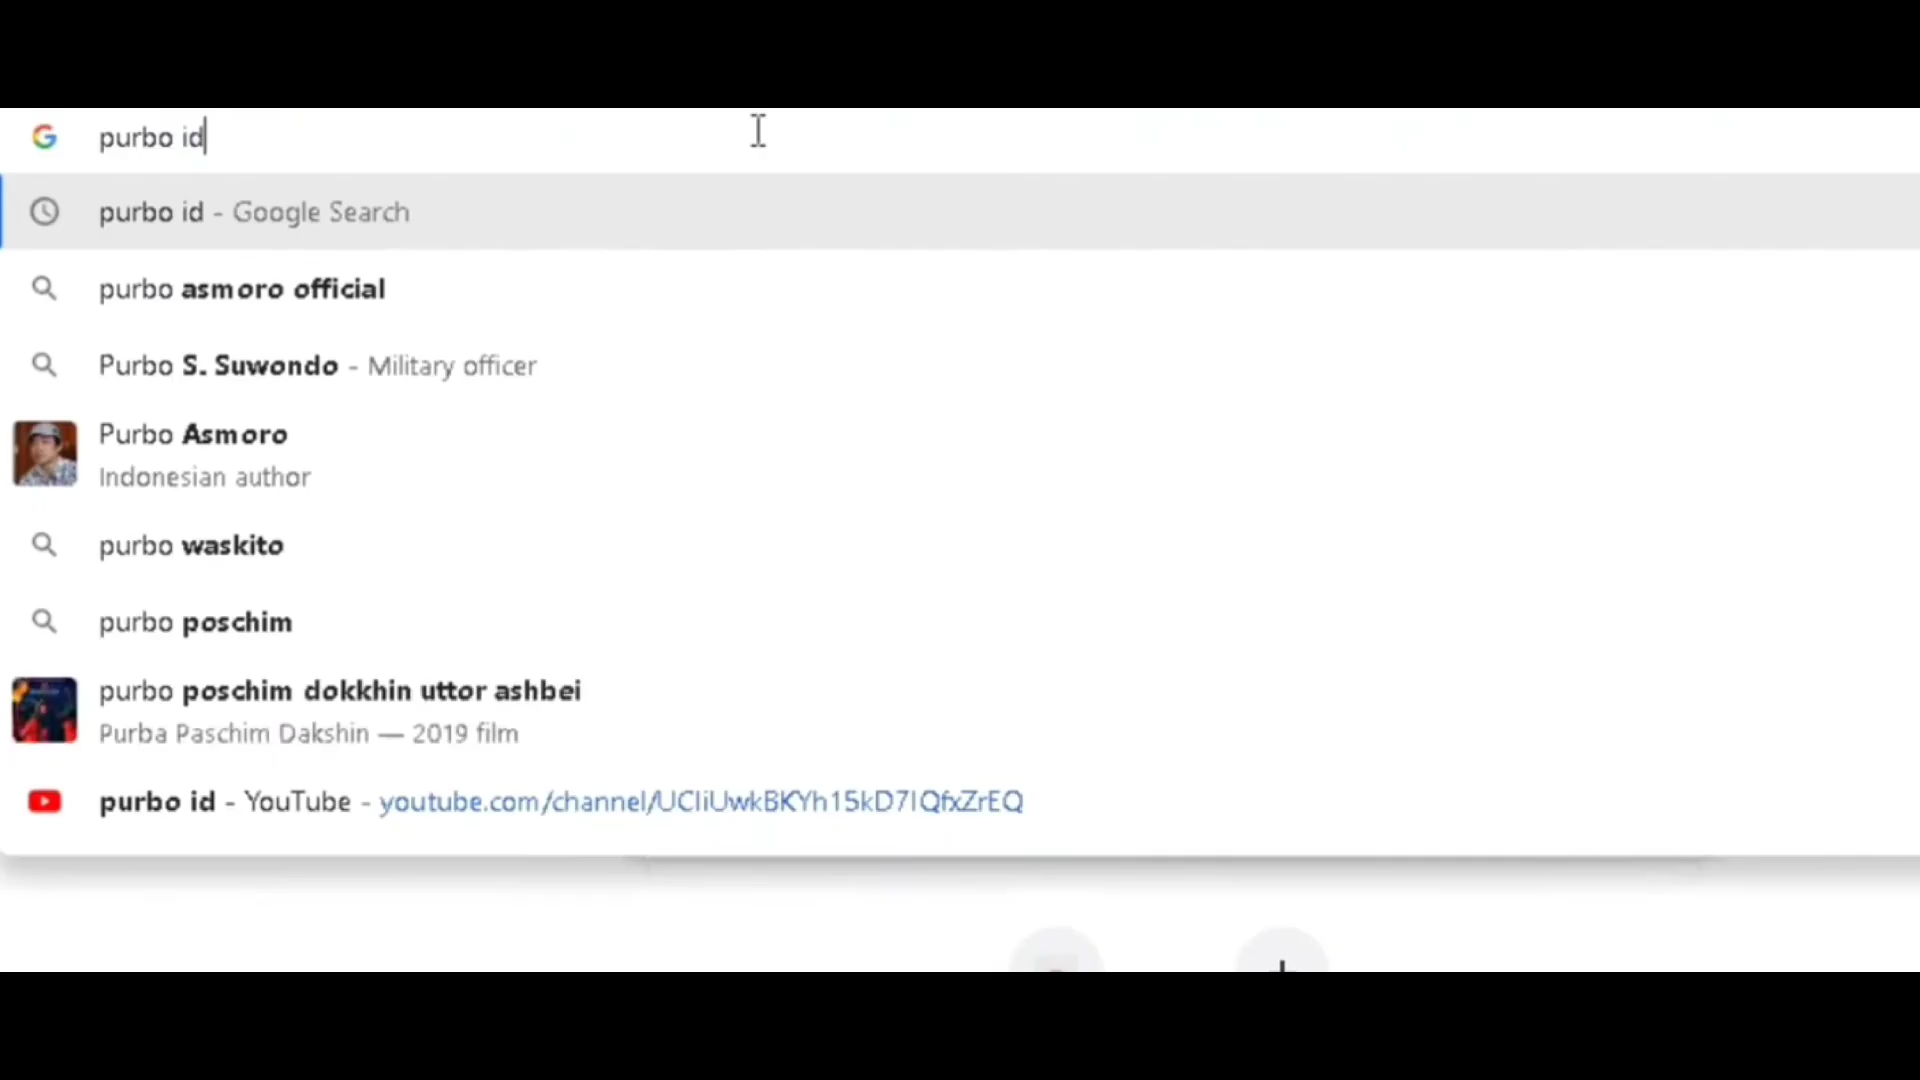 purbo id
purbo id - Google Search
purbo asmoro official
Purbo S. Suwondo - Military officer
Purbo Asmoro
Indonesian author
purbo waskito
purbo poschim
purbo poschim dokkhin uttor ashbei
Purba Paschim Dakshin — 2019 film
purbo id - YouTube - youtube.com/channel/UCIiUwkBKYh15kD7IQfxZrEQ